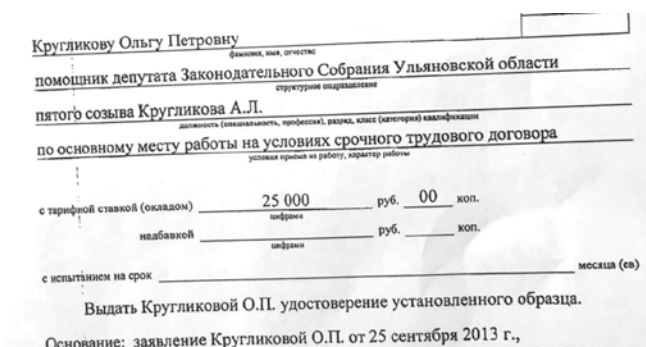 Кругликову Ольгу Петровну
фамилия, имя, отчество
помощник депутата Законодательного Собрания Ульяновской области
структурное подразделение
пятого созыва Кругликова А.Л.
должность (специальность, профессия), разряд, класс (категория) квалификации
по основному месту работы на условиях срочного трудового договора
условия приема на работу, характер работы
с тарифной ставкой (окладом) 25 000 руб. 00 коп.
цифрами
надбавкой руб. коп.
цифрами
с испытанием на срок месяца (ев)
Выдать Кругликовой О.П. удостоверение установленного образца.
Основание: заявление Кругликовой О.П. от 25 сентября 2013 г.,